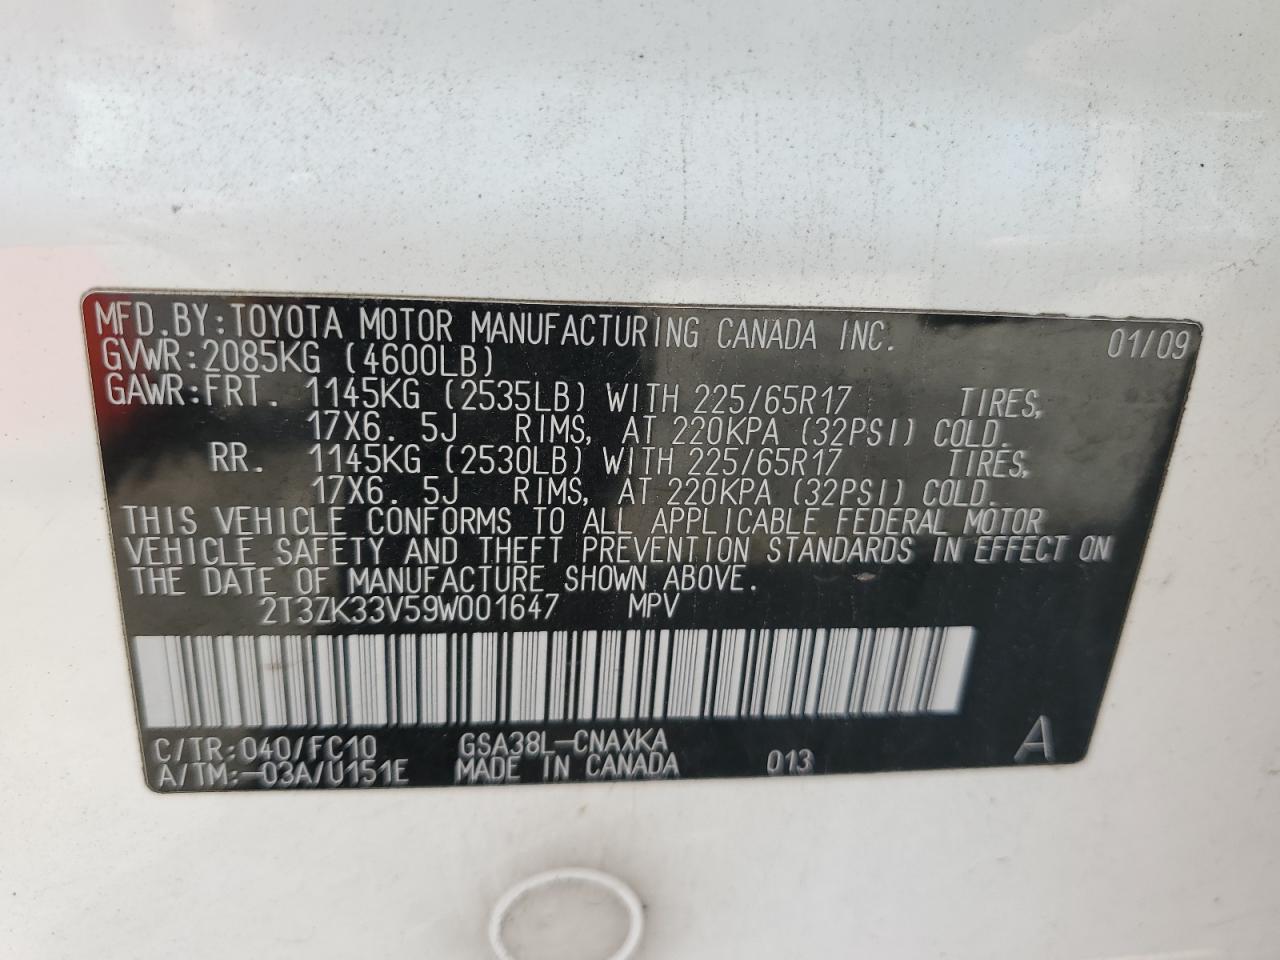 MFD.BY:TOYOTA MOTOR MANUFACTURING CANADA INC. 01/09
GVWR:2085KG (4600LB)
GAWR:FRT. 1145KG (2535LB) WITH 225/65R17 TIRES,
17X6. 5J RIMS, AT 220KPA (32PSI) COLD.
RR. 1145KG (2530LB) WITH 225/65R17 TIRES,
17X6. 5J RIMS, AT 220KPA (32PSI) COLD.
THIS VEHICLE CONFORMS TO ALL APPLICABLE FEDERAL MOTOR
VEHICLE SAFETY AND THEFT PREVENTION STANDARDS IN EFFECT ON
THE DATE OF MANUFACTURE SHOWN ABOVE.
2T3ZK33V59W001647 MPV
C/TR:040/FC10 GSA38L-CNAXKA A
A/TM:-03A/U151E MADE IN CANADA 013